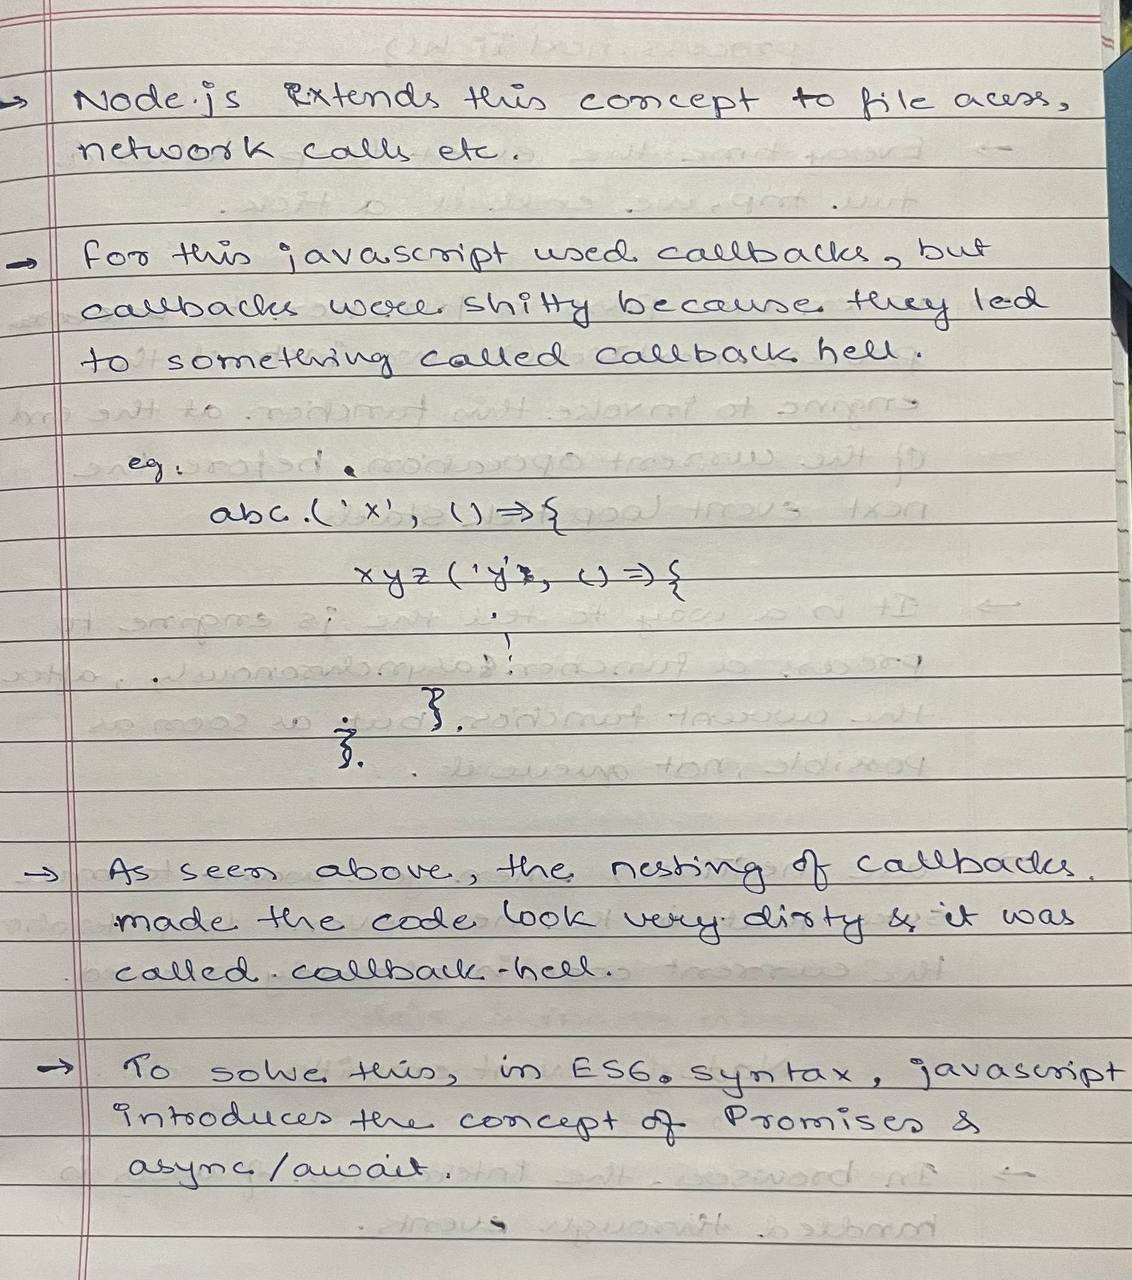 → Node.js Extends this concept to file acess,
network calls etc.
→ for this javascript used callbacks, but
callbacks were shitty because they led
to something called callback hell.
eg.
abc.('x', () => {
xyz ('y', () => {
}.
}.
→ As seen above, the nesting of callbacks.
made the code look very dirty & it was
called callback-hell.
→ To solve this, in ES6. syntax, javascript
introduces the concept of Promises &
async/await.